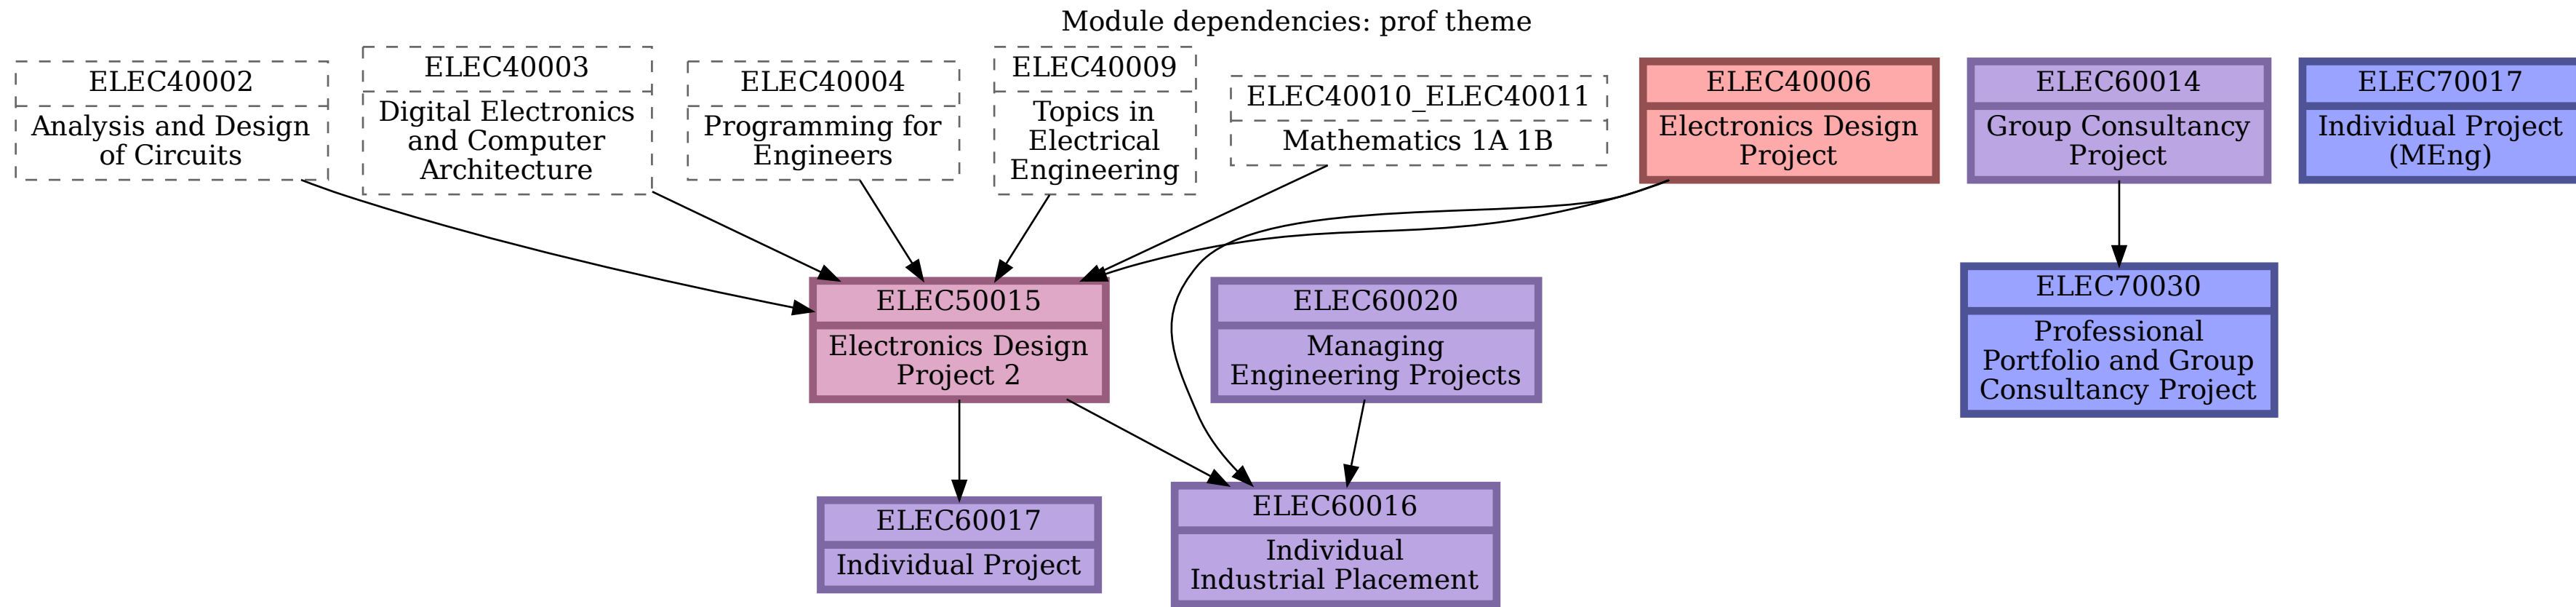 Module dependencies: prof theme
ELEC40002
Analysis and Design
of Circuits
ELEC40003
Digital Electronics
and Computer
Architecture
ELEC40004
Programming for
Engineers
ELEC40009
Topics in
Electrical
Engineering
ELEC40010_ELEC40011
Mathematics 1A 1B
ELEC40006
Electronics Design
Project
ELEC60014
Group Consultancy
Project
ELEC70017
Individual Project
(MEng)
ELEC50015
Electronics Design
Project 2
ELEC60020
Managing
Engineering Projects
ELEC70030
Professional
Portfolio and Group
Consultancy Project
ELEC60017
Individual Project
ELEC60016
Individual
Industrial Placement